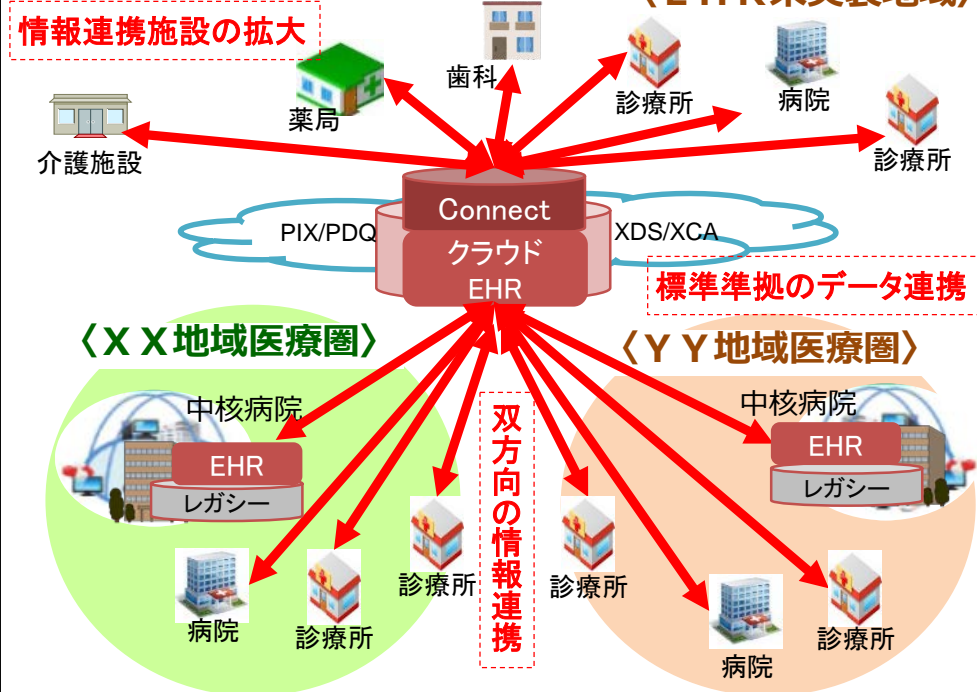 情報連携施設の拡大
介護施設
薬局
歯科
診療所
病院
診療所
Connect
クラウド
EHR
PIX/PDQ
XDS/XCA
標準準拠のデータ連携
〈ＸＸ地域医療圏〉
〈ＹＹ地域医療圏〉
中核病院
EHR
レガシー
病院
診療所
診療所
双方向の情報連携
中核病院
EHR
レガシー
診療所
病院
診療所